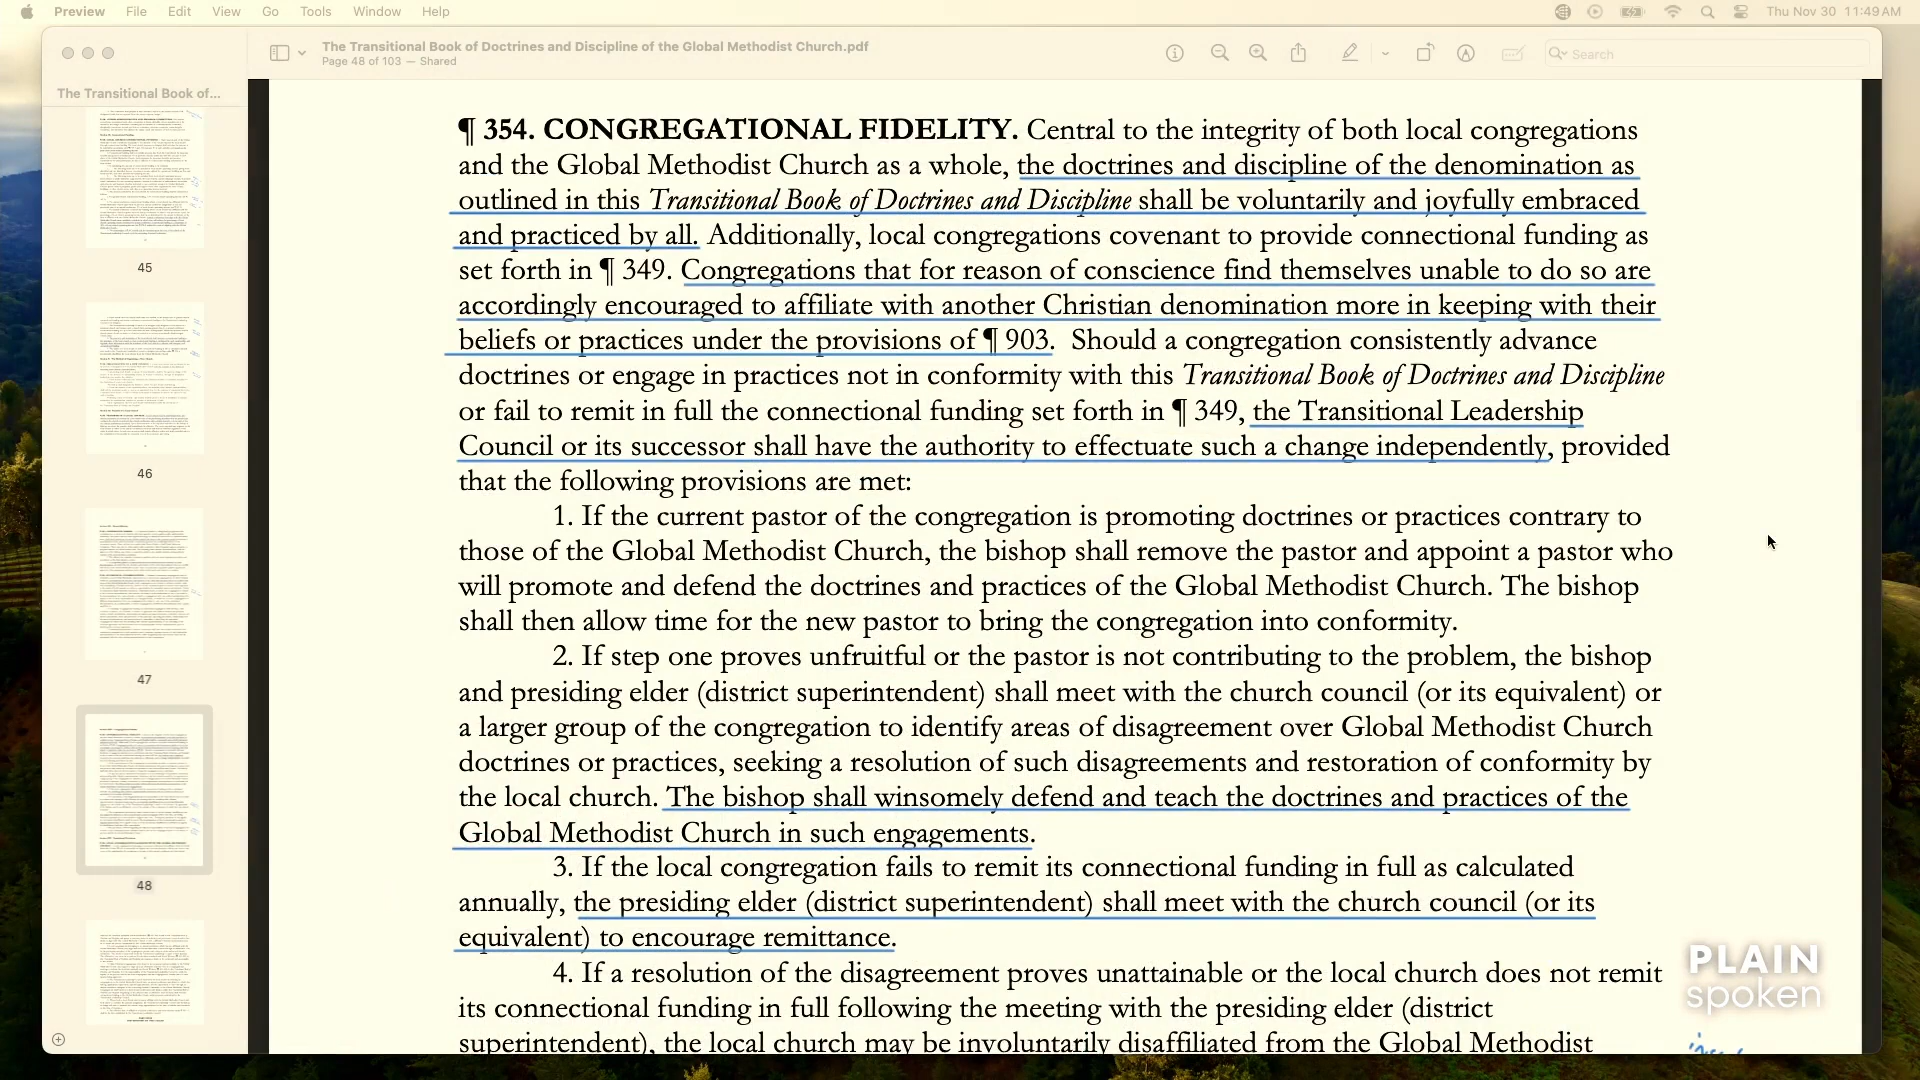 Preview File Edit View Go Tools Window Help Thu Nov 30 11:49 AM
The Transitional Book of Doctrines and Discipline of the Global Methodist Church.pdf
Page 48 of 103 — Shared
Search
The Transitional Book of...
45
46
47
48
¶ 354. CONGREGATIONAL FIDELITY. Central to the integrity of both local congregations
and the Global Methodist Church as a whole, the doctrines and discipline of the denomination as
outlined in this Transitional Book of Doctrines and Discipline shall be voluntarily and joyfully embraced
and practiced by all. Additionally, local congregations covenant to provide connectional funding as
set forth in ¶ 349. Congregations that for reason of conscience find themselves unable to do so are
accordingly encouraged to affiliate with another Christian denomination more in keeping with their
beliefs or practices under the provisions of ¶ 903. Should a congregation consistently advance
doctrines or engage in practices not in conformity with this Transitional Book of Doctrines and Discipline
or fail to remit in full the connectional funding set forth in ¶ 349, the Transitional Leadership
Council or its successor shall have the authority to effectuate such a change independently, provided
that the following provisions are met:
1. If the current pastor of the congregation is promoting doctrines or practices contrary to
those of the Global Methodist Church, the bishop shall remove the pastor and appoint a pastor who
will promote and defend the doctrines and practices of the Global Methodist Church. The bishop
shall then allow time for the new pastor to bring the congregation into conformity.
2. If step one proves unfruitful or the pastor is not contributing to the problem, the bishop
and presiding elder (district superintendent) shall meet with the church council (or its equivalent) or
a larger group of the congregation to identify areas of disagreement over Global Methodist Church
doctrines or practices, seeking a resolution of such disagreements and restoration of conformity by
the local church. The bishop shall winsomely defend and teach the doctrines and practices of the
Global Methodist Church in such engagements.
3. If the local congregation fails to remit its connectional funding in full as calculated
annually, the presiding elder (district superintendent) shall meet with the church council (or its
equivalent) to encourage remittance.
4. If a resolution of the disagreement proves unattainable or the local church does not remit
its connectional funding in full following the meeting with the presiding elder (district
superintendent), the local church may be involuntarily disaffiliated from the Global Methodist
PLAIN
spoken